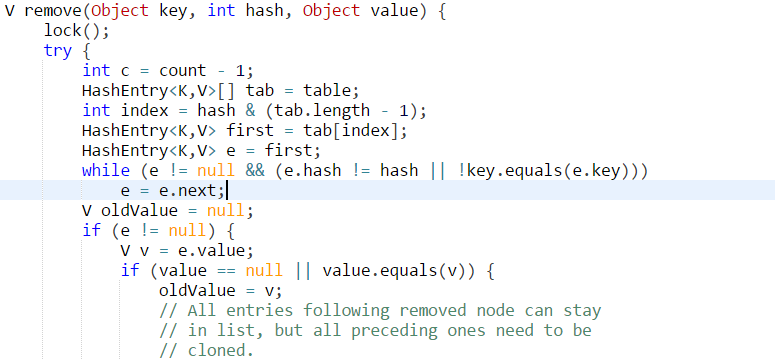 V remove(Object key, int hash, Object value) {
    lock();
    try {
        int c = count - 1;
        HashEntry<K,V>[] tab = table;
        int index = hash & (tab.length - 1);
        HashEntry<K,V> first = tab[index];
        HashEntry<K,V> e = first;
        while (e != null && (e.hash != hash || !key.equals(e.key)))
            e = e.next;
        V oldValue = null;
        if (e != null) {
            V v = e.value;
            if (value == null || value.equals(v)) {
                oldValue = v;
                // All entries following removed node can stay
                // in list, but all preceding ones need to be
                // cloned.